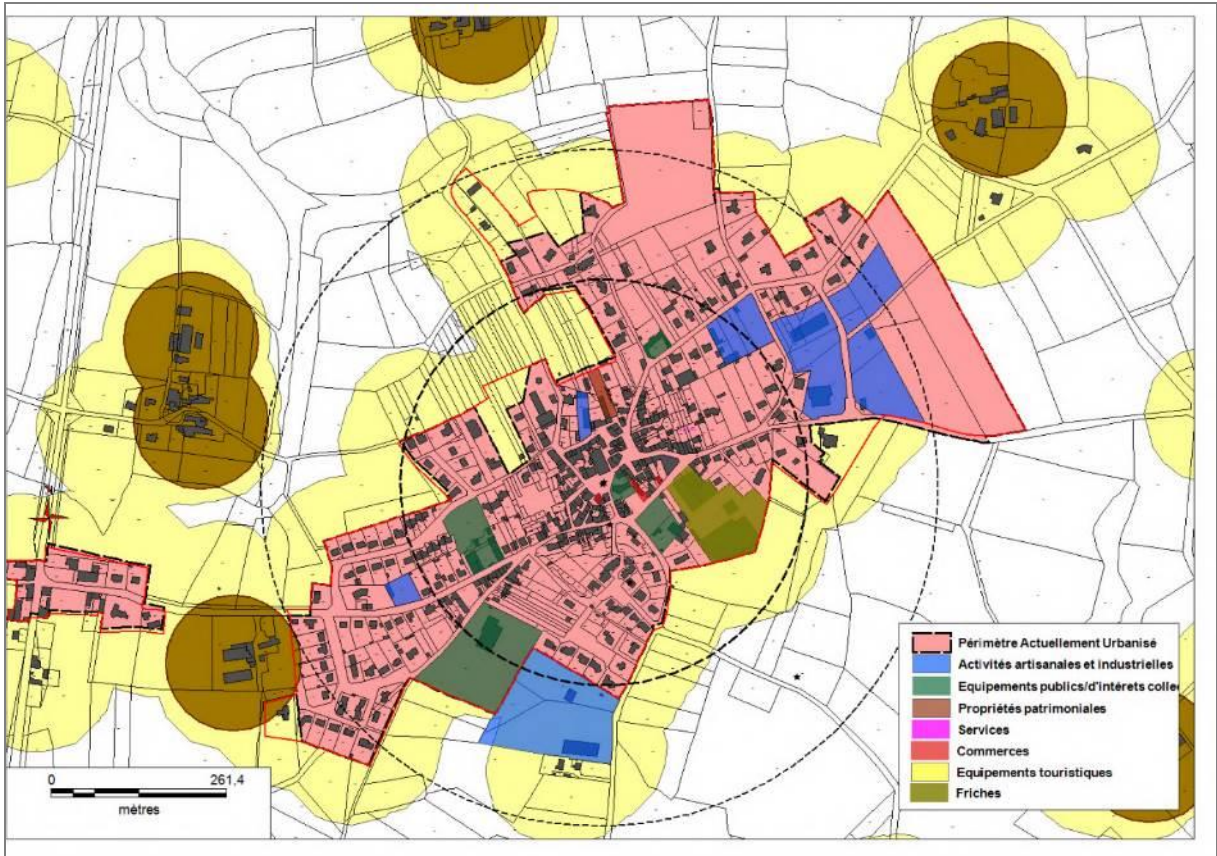 Périmètre Actuellement Urbanisé
Activités artisanales et industrielles
Equipements publics/d'intérets collec
Propriétés patrimoniales
Services
Commerces
Equipements touristiques
Friches
0 261,4
mètres